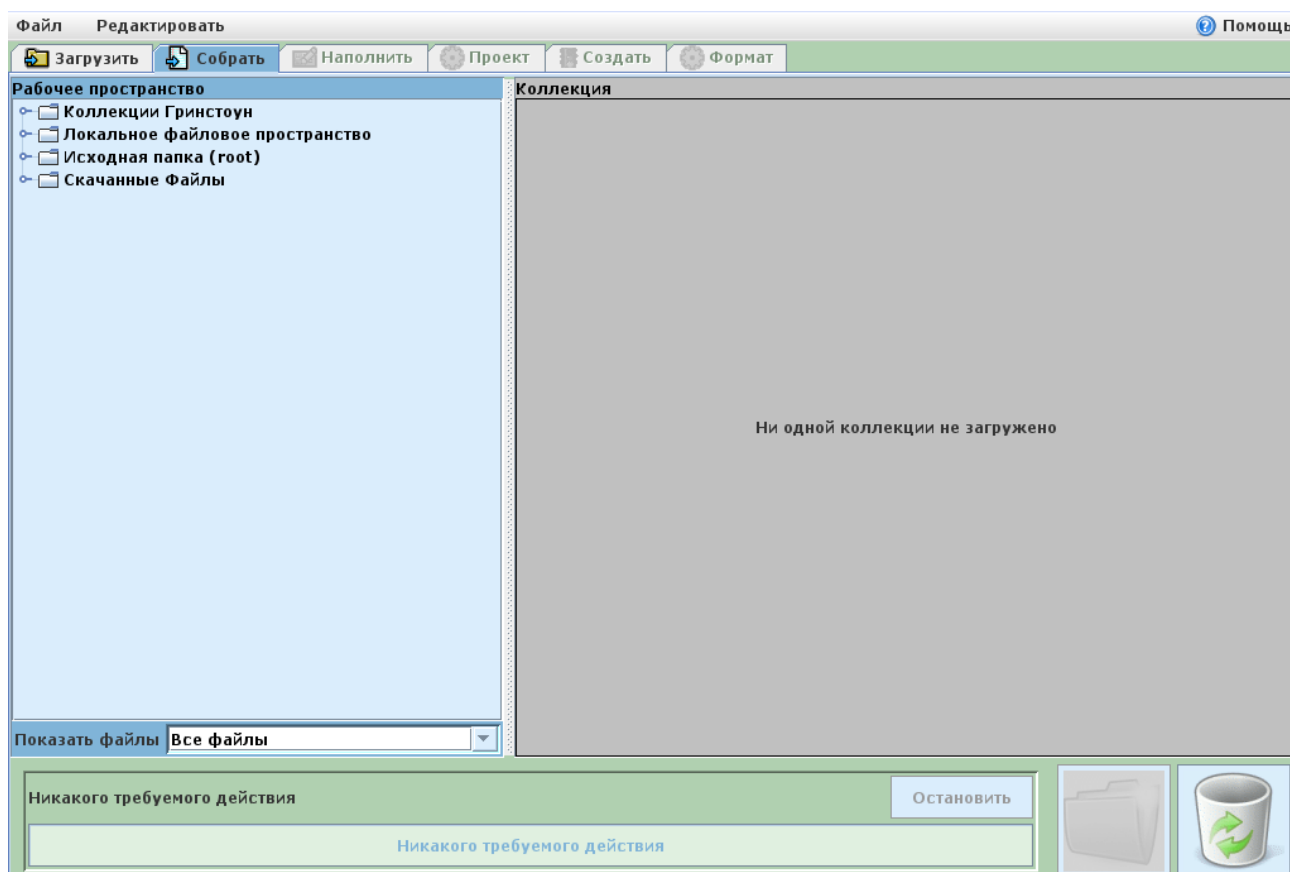 Файл Редактировать Помощь
Загрузить Собрать Наполнить Проект Создать Формат
Рабочее пространство
Коллекции Гринстоун
Локальное файловое пространство
Исходная папка (root)
Скачанные Файлы
Показать файлы Все файлы
Коллекция
Ни одной коллекции не загружено
Никакого требуемого действия Остановить
Никакого требуемого действия